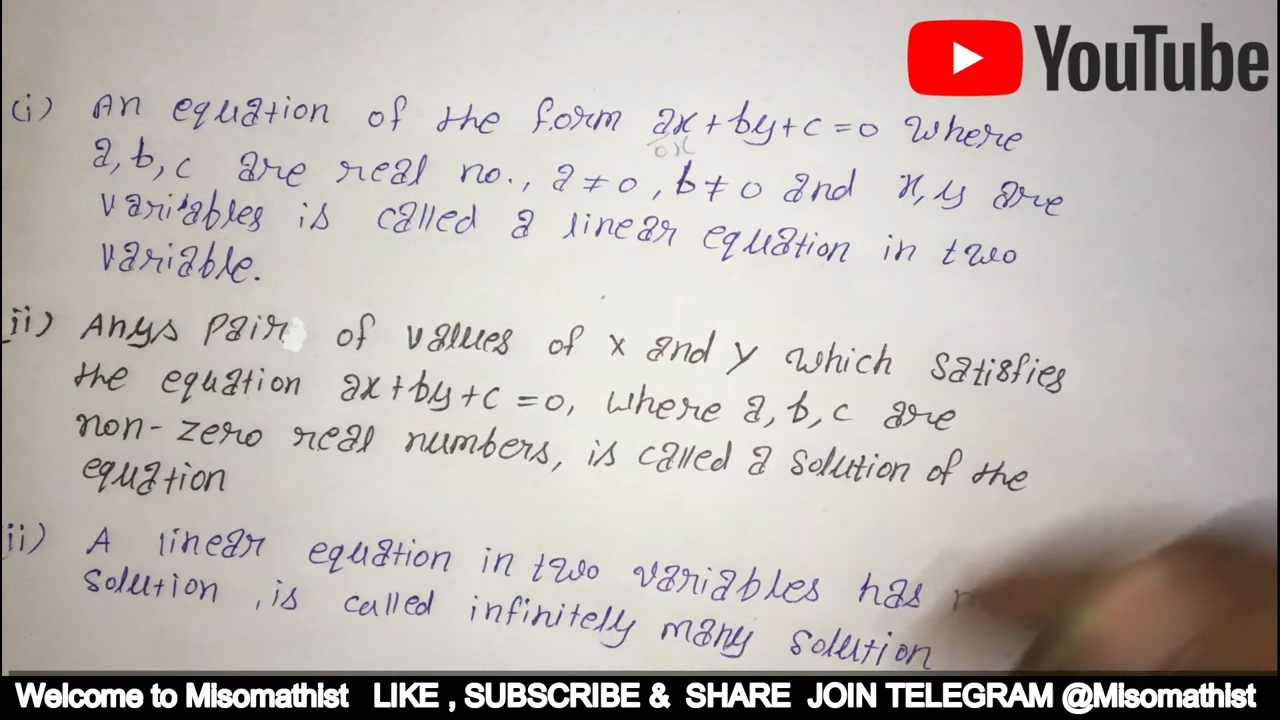 YouTube
(i) An equation of the form ax+by+c=0 where
a, b, c are real no., a≠0, b≠0 and x, y are
variables is called a linear equation in two
variable.
ii) Anys pair of values of x and y which satisfies
the equation ax+by+c=0, where a, b, c are
non-zero real numbers, is called a solution of the
equation
ii) A linear equation in two variables has
solution, is called infinitely many solution
Welcome to Misomathist LIKE , SUBSCRIBE & SHARE JOIN TELEGRAM @Misomathist